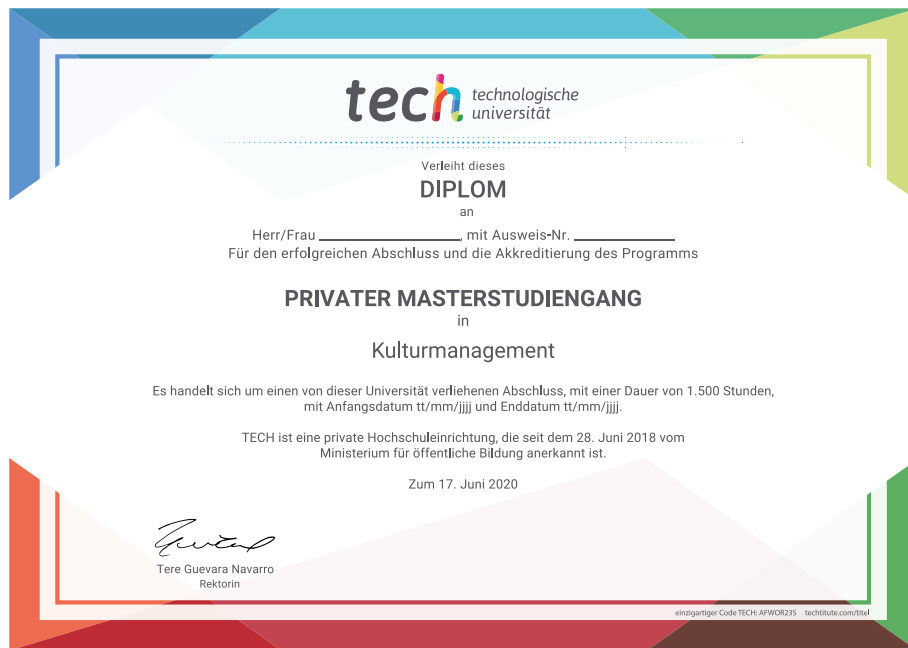 tech technologische
universität
Verleiht dieses
DIPLOM
an
Herr/Frau ____________, mit Ausweis-Nr. ____________
Für den erfolgreichen Abschluss und die Akkreditierung des Programms
PRIVATER MASTERSTUDIENGANG
in
Kulturmanagement
Es handelt sich um einen von dieser Universität verliehenen Abschluss, mit einer Dauer von 1.500 Stunden,
mit Anfangsdatum tt/mm/jjjj und Enddatum tt/mm/jjjj.
TECH ist eine private Hochschuleinrichtung, die seit dem 28. Juni 2018 vom
Ministerium für öffentliche Bildung anerkannt ist.
Zum 17. Juni 2020
Tere Guevara Navarro
Rektorin
einzigartiger Code TECH: AFWOR235 techtitute.com/titel